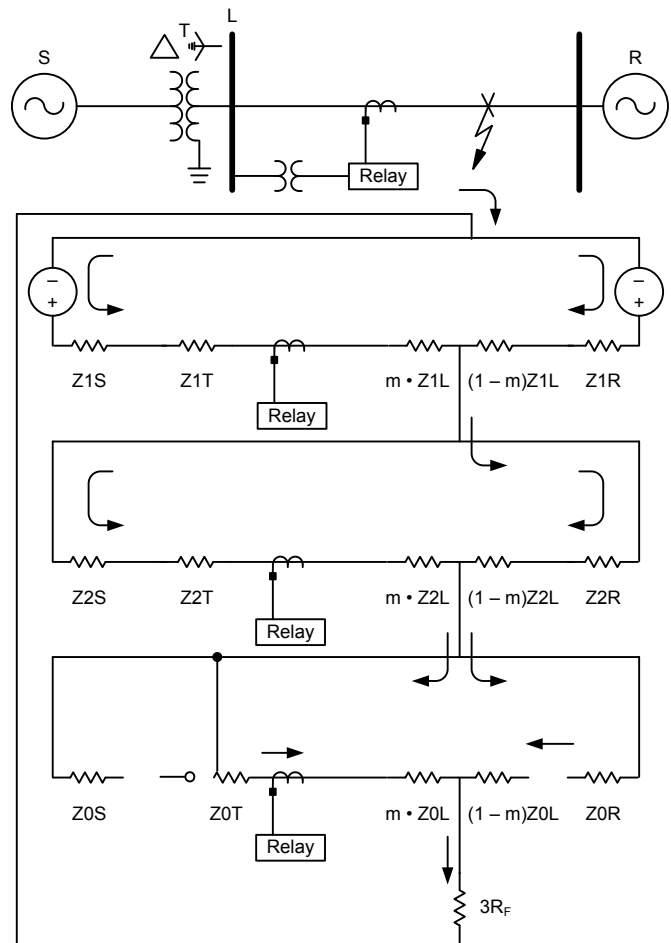 L
T
S
R
Relay
–
+
–
+
Z1S Z1T m • Z1L (1 – m)Z1L Z1R
Relay
Z2S Z2T m • Z2L (1 – m)Z2L Z2R
Relay
Z0S Z0T m • Z0L (1 – m)Z0L Z0R
Relay
3RF